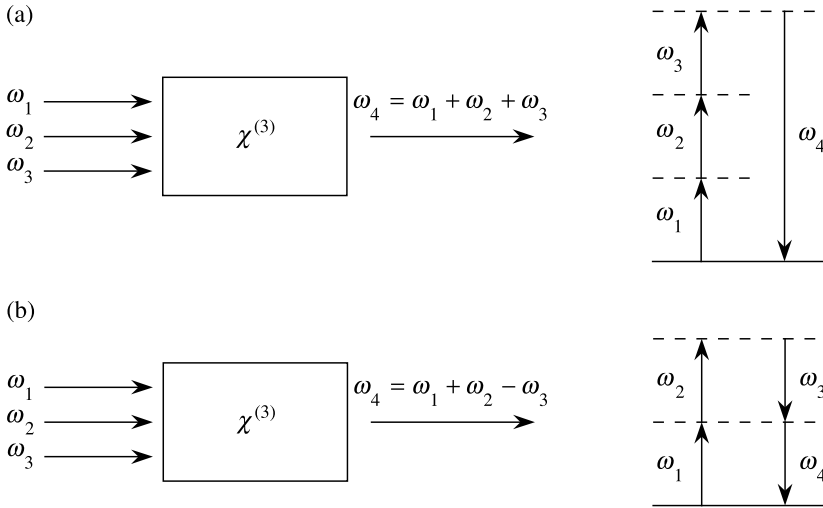 (a)
ω₁
ω₂
ω₃
χ⁽³⁾
ω₄ = ω₁ + ω₂ + ω₃
ω₃
ω₂
ω₁
ω₄
(b)
ω₁
ω₂
ω₃
χ⁽³⁾
ω₄ = ω₁ + ω₂ − ω₃
ω₂
ω₃
ω₁
ω₄